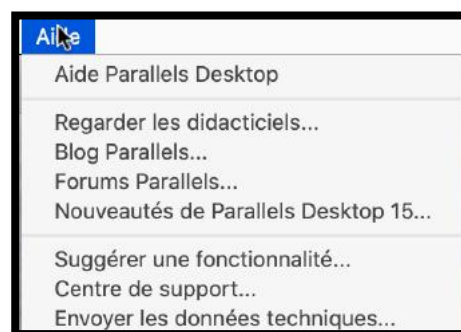 Aide
Aide Parallels Desktop
Regarder les didacticiels...
Blog Parallels...
Forums Parallels...
Nouveautés de Parallels Desktop 15...
Suggérer une fonctionnalité...
Centre de support...
Envoyer les données techniques...